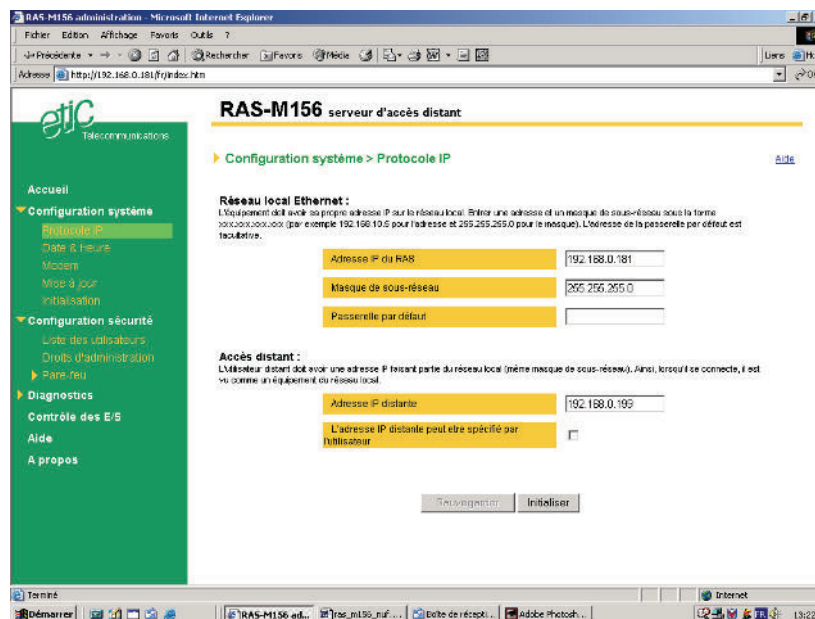 RAS-M156 administration - Microsoft Internet Explorer
Fichier Edition Affichage Favoris Outils ?
Précédente Rechercher Favoris Média Liens
Adresse http://192.168.0.181/fr/index.htm
etic
Telecommunications
RAS-M156 serveur d'accès distant
Configuration système > Protocole IP
Aide
Accueil
Configuration système
Protocole IP
Date & heure
Modem
Mise à jour
Initialisation
Configuration sécurité
Liste des utilisateurs
Droits d'administration
Pare-feu
Diagnostics
Contrôle des E/S
Aide
A propos
Réseau local Ethernet :
L'équipement doit avoir sa propre adresse IP sur le réseau local. Entrer une adresse et un masque de sous-réseau sous la forme
xxx.xxx.xxx.xxx (par exemple 192.168.10.6 pour l'adresse et 255.255.255.0 pour le masque). L'adresse de la passerelle par défaut est
facultative.
Adresse IP du RAS 192.168.0.181
Masque de sous-réseau 255.255.255.0
Passerelle par défaut
Accès distant :
L'utilisateur distant doit avoir une adresse IP faisant partie du réseau local (même masque de sous-réseau). Ainsi, lorsqu'il se connecte, il est
vu comme un équipement du réseau local.
Adresse IP distante 192.168.0.199
L'adresse IP distante peut etre spécifié par
l'utilisateur
Sauvegarder Initialiser
Terminé Internet
Démarrer RAS-M156 ad... ras_m156_nuf.... Boîte de récepti... Adobe Photosh... FR 13:22